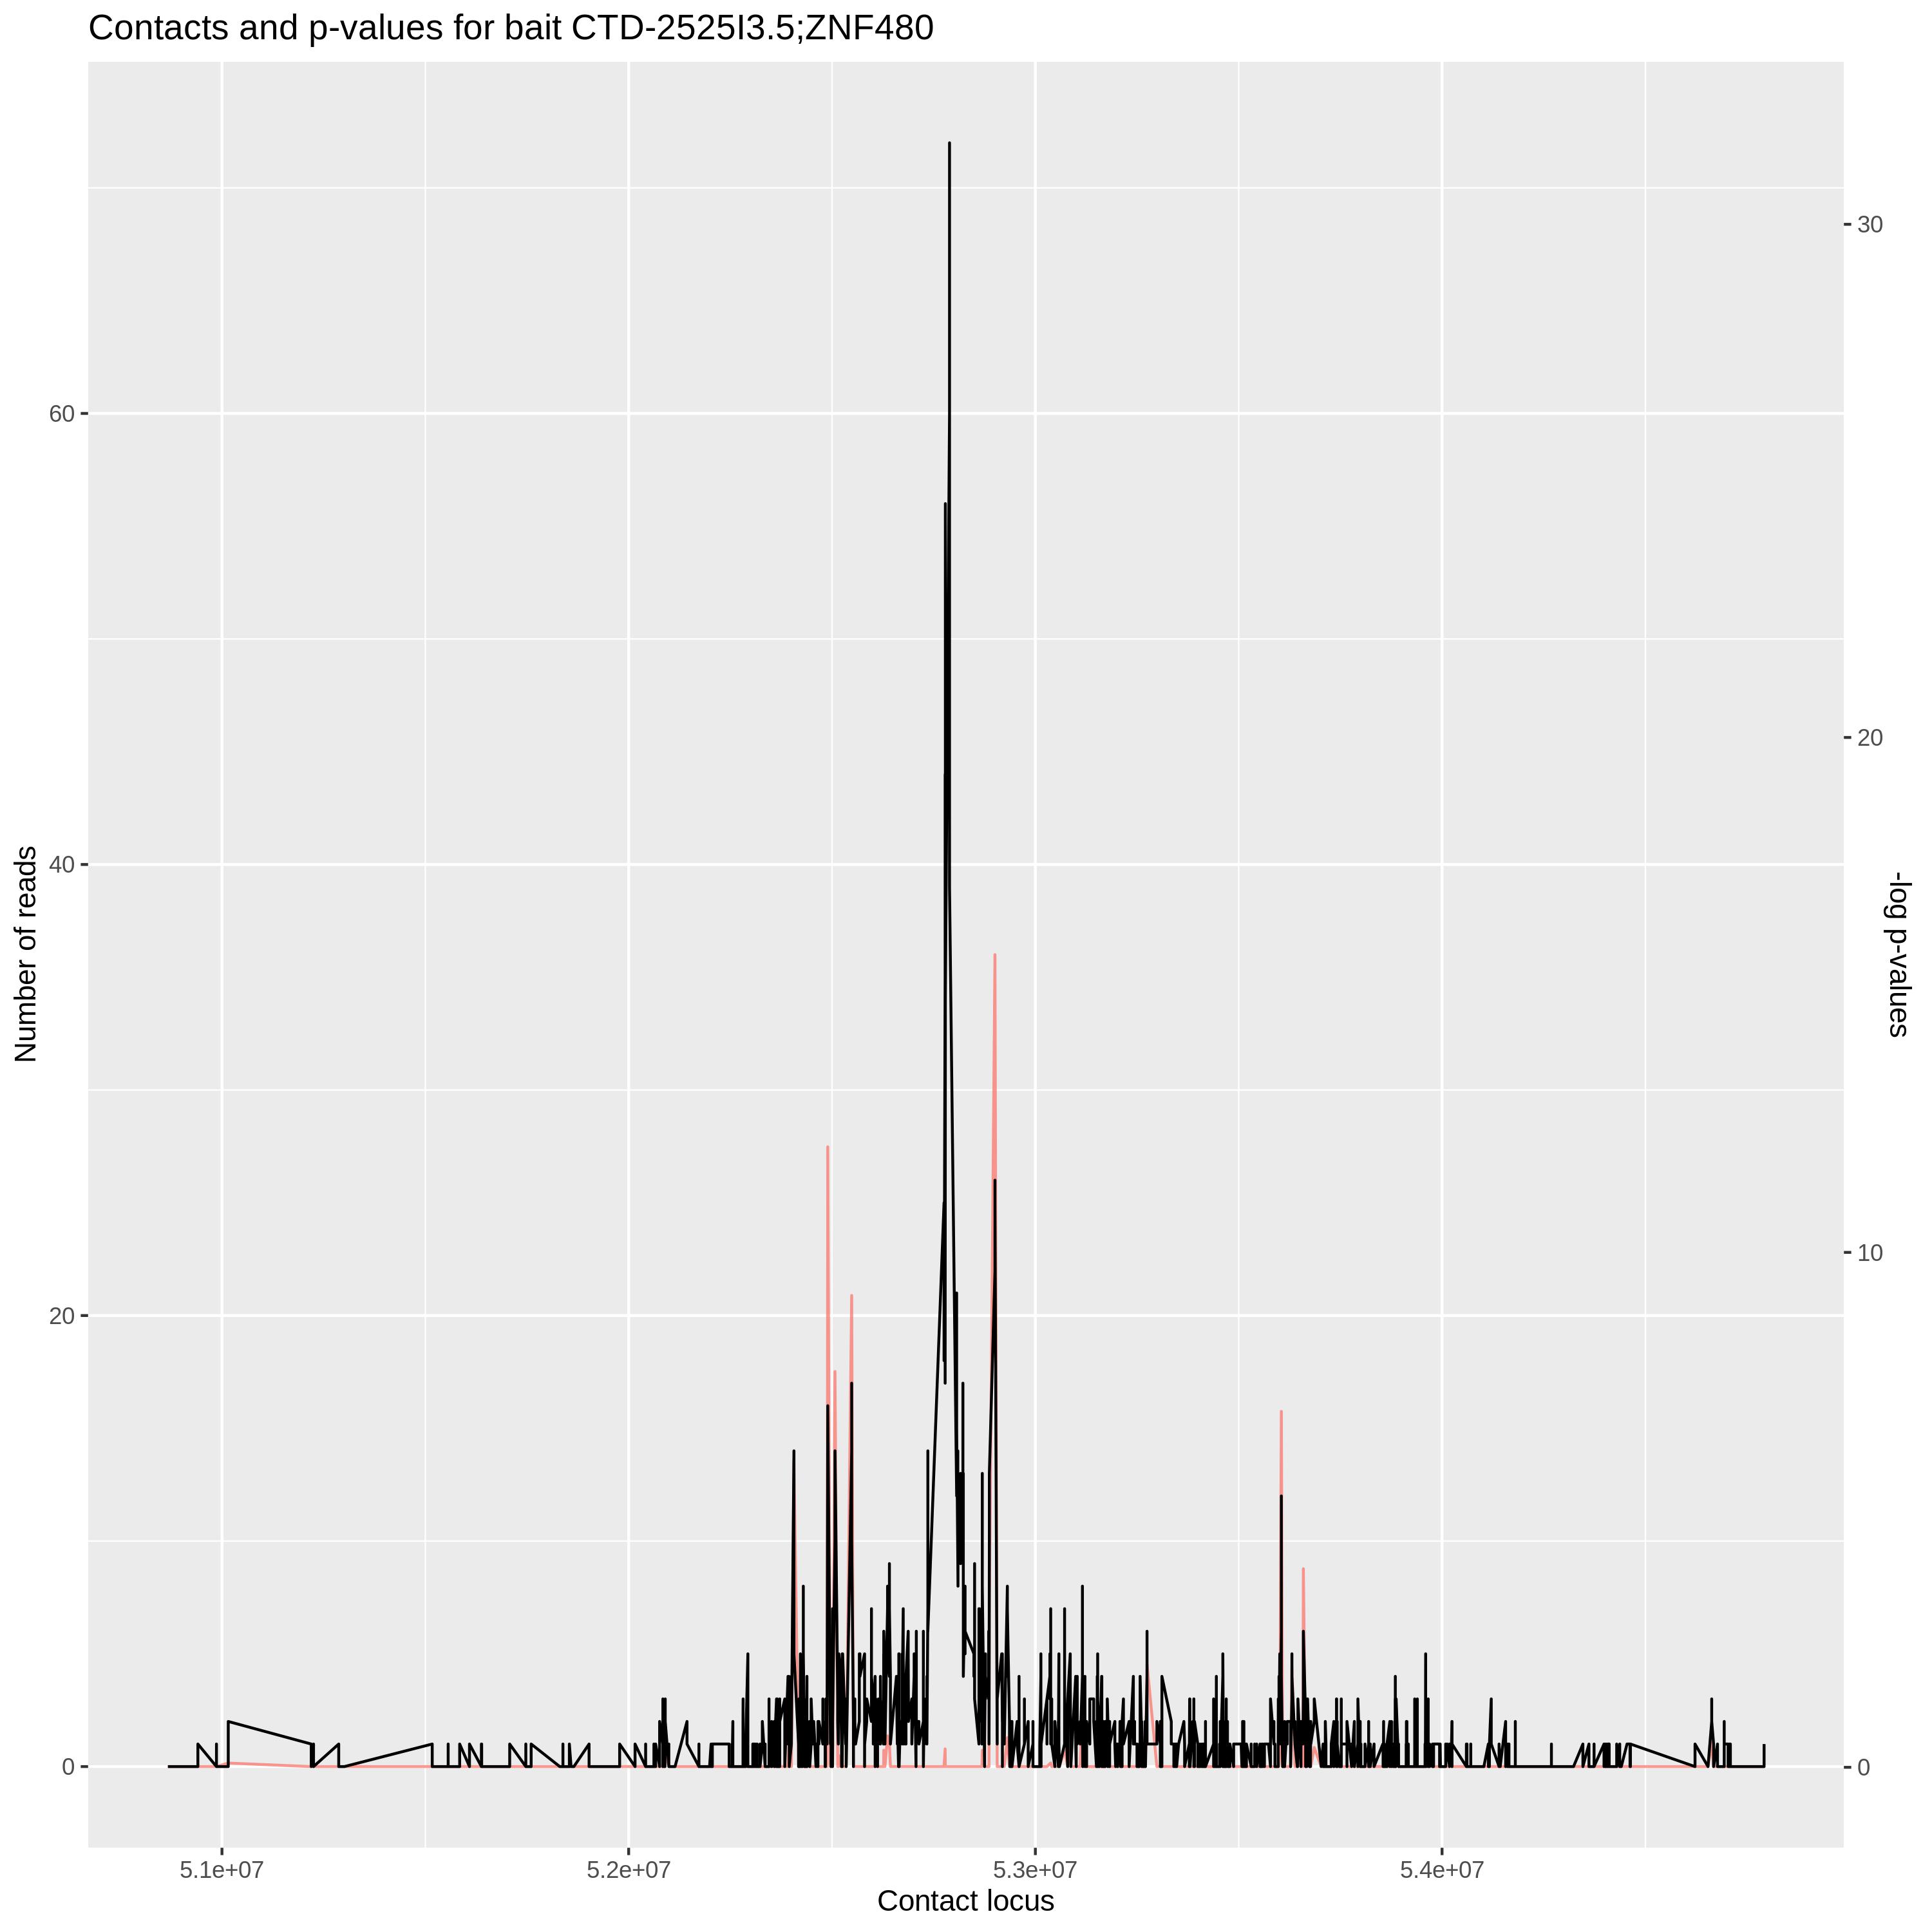 Contacts and p-values for bait CTD-2525I3.5;ZNF480
60
40
20
0
Number of reads
30
20
10
0
-log p-values
5.1e+07 5.2e+07 5.3e+07 5.4e+07
Contact locus